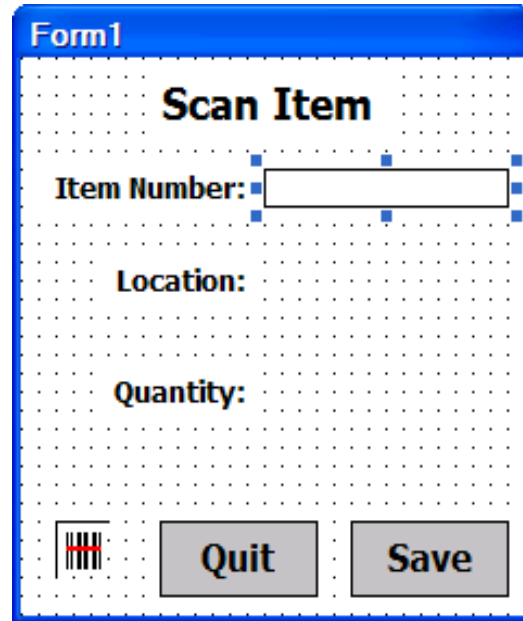 Form1
Scan Item
Item Number:
Location:
Quantity:
Quit Save